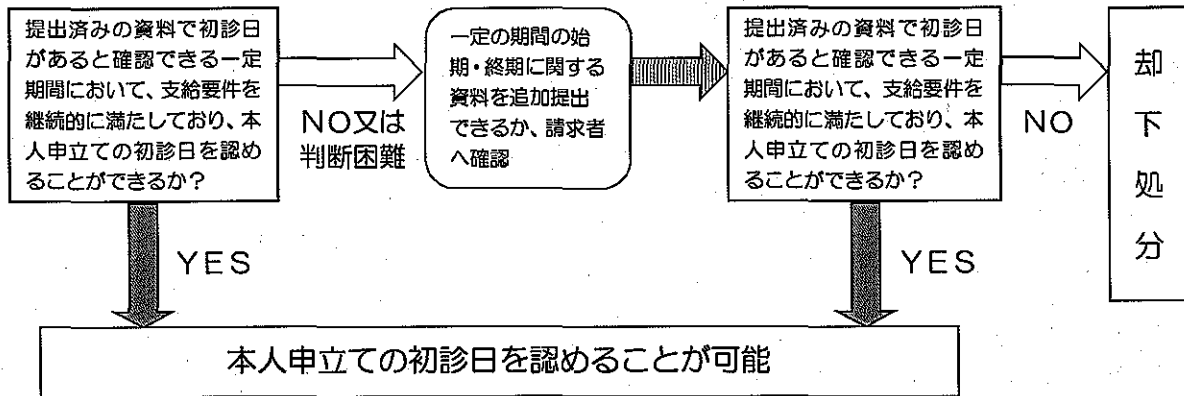 提出済みの資料で初診日
があると確認できる一定
期間において、支給要件を
継続的に満たしており、本
人申立ての初診日を認め
ることができるか？
NO又は
判断困難
一定の期間の始
期・終期に関する
資料を追加提出
できるか、請求者
へ確認
提出済みの資料で初診日
があると確認できる一定
期間において、支給要件を
継続的に満たしており、本
人申立ての初診日を認め
ることができるか？
NO
却
下
処
分
YES
YES
本人申立ての初診日を認めることが可能